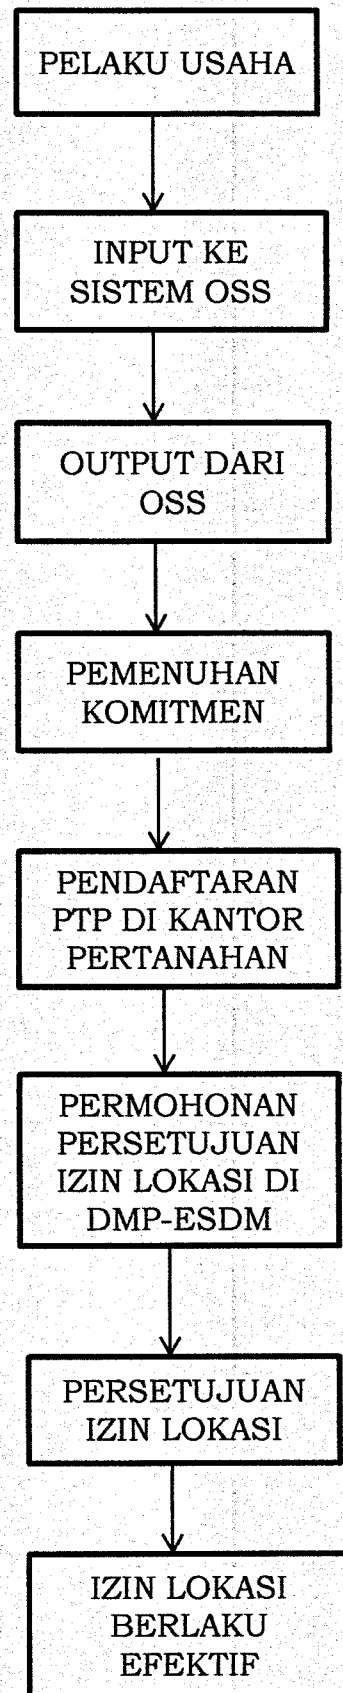 PELAKU USAHA
INPUT KE
SISTEM OSS
OUTPUT DARI
OSS
PEMENUHAN
KOMITMEN
PENDAFTARAN
PTP DI KANTOR
PERTANAHAN
PERMOHONAN
PERSETUJUAN
IZIN LOKASI DI
DMP-ESDM
PERSETUJUAN
IZIN LOKASI
IZIN LOKASI
BERLAKU
EFEKTIF